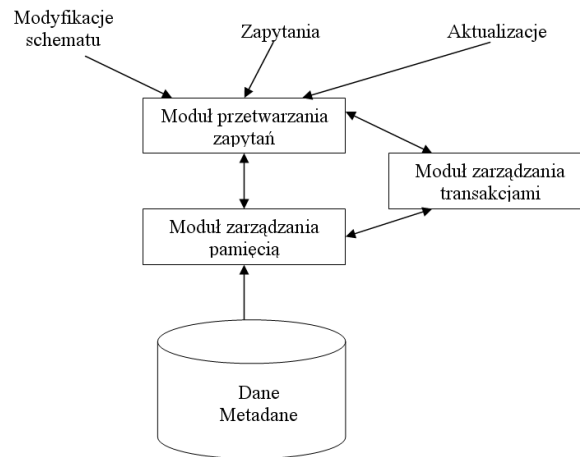 Modyfikacje
schematu
Zapytania
Aktualizacje
Moduł przetwarzania
zapytań
Moduł zarządzania
transakcjami
Moduł zarządzania
pamięcią
Dane
Metadane